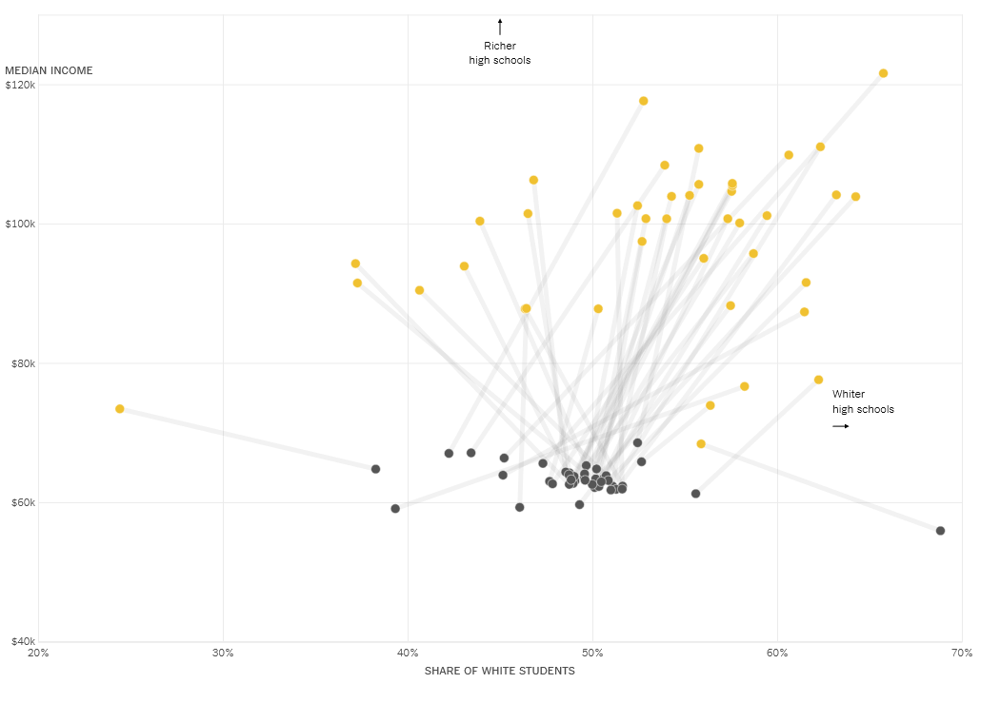 Richer
high schools
MEDIAN INCOME
$120k
$100k
$80k
Whiter
high schools
$60k
$40k
20%
30%
40%
50%
60%
70%
SHARE OF WHITE STUDENTS